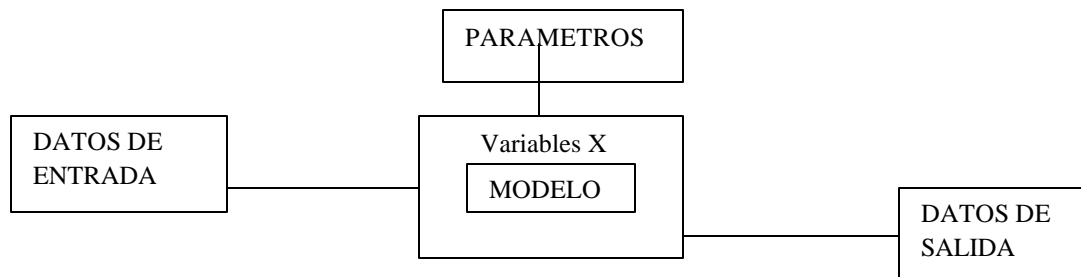 PARAMETROS
DATOS DE
ENTRADA
Variables X
MODELO
DATOS DE
SALIDA